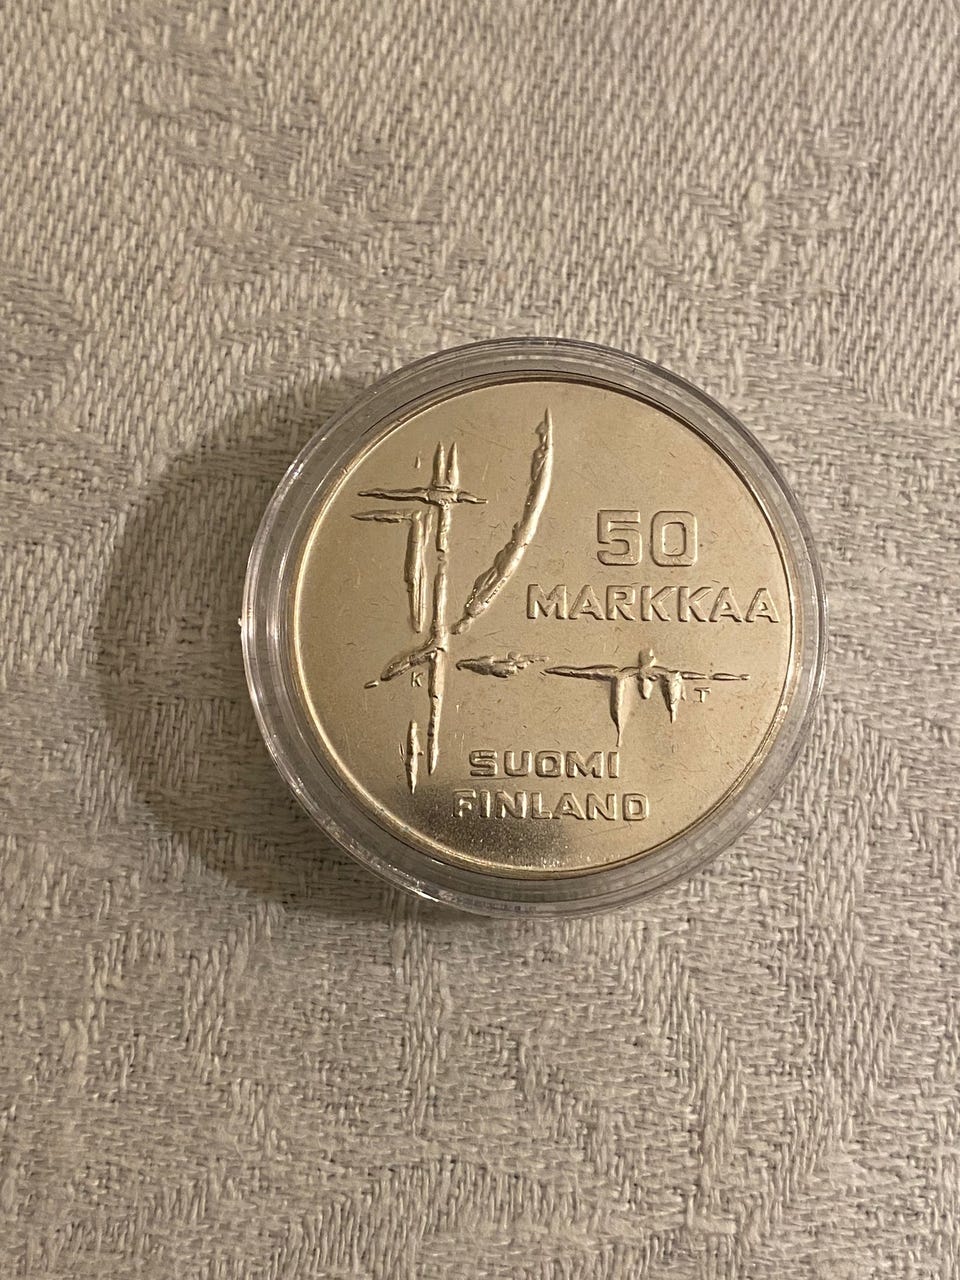 50
MARKKAA
K T
SUOMI
FINLAND